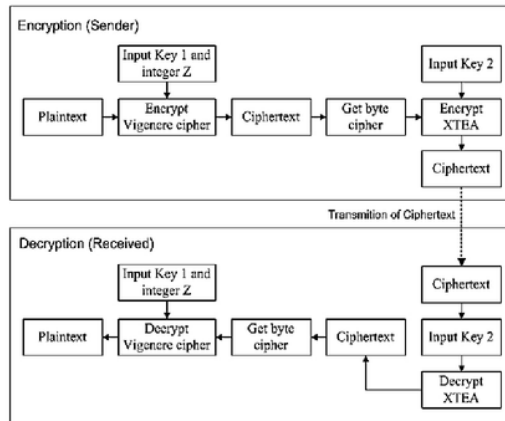 Encryption (Sender)
Input Key 1 and
integer Z
Input Key 2
Plaintext
Encrypt
Vigenere cipher
Ciphertext
Get byte
cipher
Encrypt
XTEA
Ciphertext
Transmition of Ciphertext
Decryption (Received)
Input Key 1 and
integer Z
Ciphertext
Plaintext
Decrypt
Vigenere cipher
Get byte
cipher
Ciphertext
Input Key 2
Decrypt
XTEA